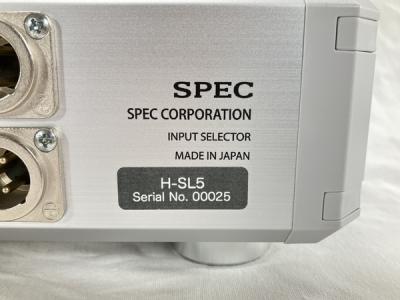 SPEC
SPEC CORPORATION
INPUT SELECTOR
MADE IN JAPAN
H-SL5
Serial No. 00025